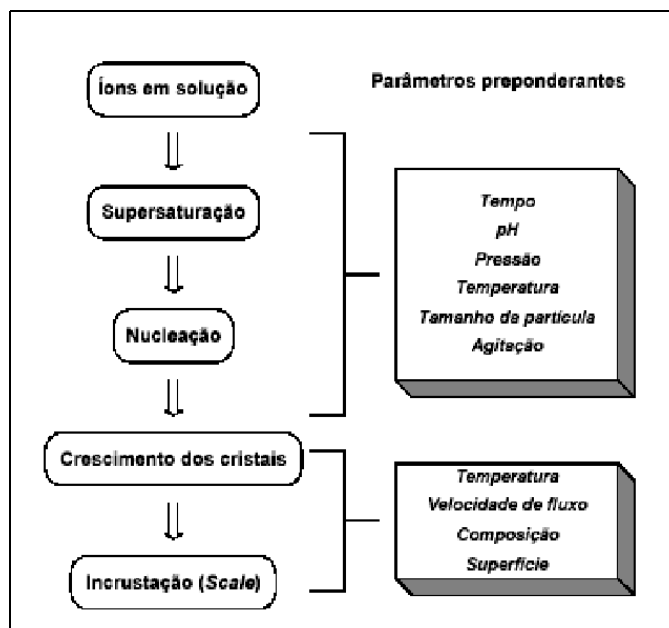 Íons em solução
Parâmetros preponderantes
Supersaturação
Nucleação
Crescimento dos cristais
Incrustação (Scale)
Tempo
pH
Pressão
Temperatura
Tamanho da partícula
Agitação
Temperatura
Velocidade de fluxo
Composição
Superfície